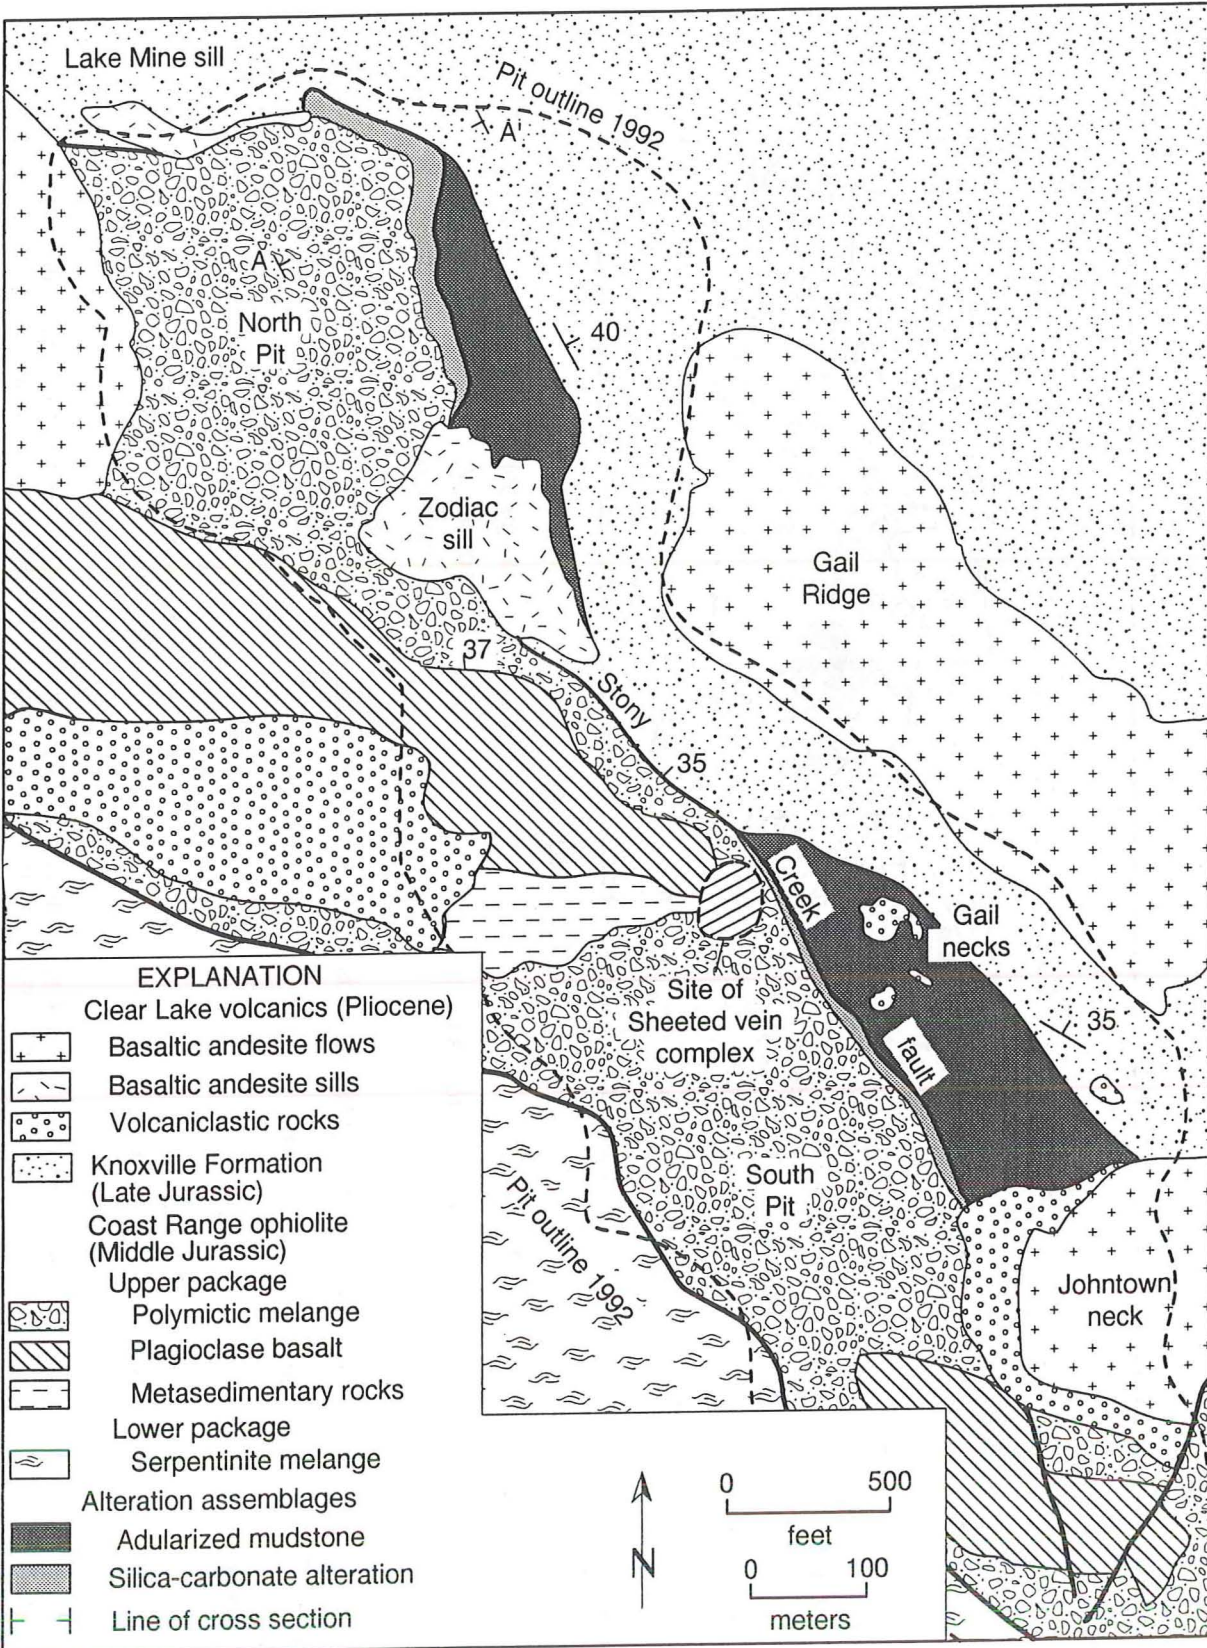 Lake Mine sill
Pit outline 1992
A'
A
North
Pit
40
Zodiac
sill
Gail
Ridge
37
Stony
35
Creek
Gail
necks
Site of
Sheeted vein
complex
fault
35
South
Pit
Pit outline 1992
Johntown
neck
EXPLANATION
Clear Lake volcanics (Pliocene)
Basaltic andesite flows
Basaltic andesite sills
Volcaniclastic rocks
Knoxville Formation
(Late Jurassic)
Coast Range ophiolite
(Middle Jurassic)
Upper package
Polymictic melange
Plagioclase basalt
Metasedimentary rocks
Lower package
Serpentinite melange
Alteration assemblages
Adularized mudstone
Silica-carbonate alteration
Line of cross section
N
0 500
feet
0 100
meters